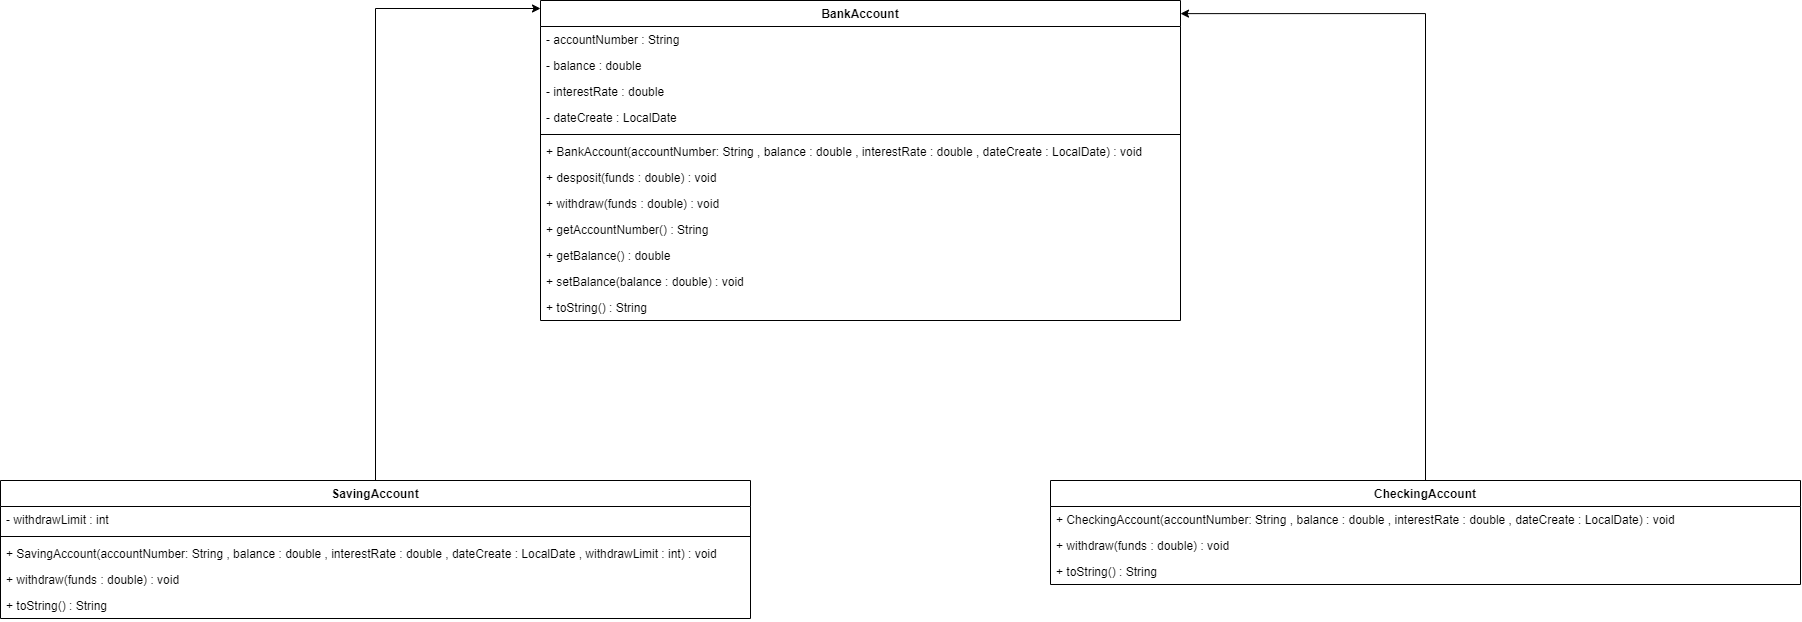 BankAccount
- accountNumber : String
- balance : double
- interestRate : double
- dateCreate : LocalDate
+ BankAccount(accountNumber: String , balance : double , interestRate : double , dateCreate : LocalDate) : void
+ desposit(funds : double) : void
+ withdraw(funds : double) : void
+ getAccountNumber() : String
+ getBalance() : double
+ setBalance(balance : double) : void
+ toString() : String
SavingAccount
- withdrawLimit : int
+ SavingAccount(accountNumber: String , balance : double , interestRate : double , dateCreate : LocalDate , withdrawLimit : int) : void
+ withdraw(funds : double) : void
+ toString() : String
CheckingAccount
+ CheckingAccount(accountNumber: String , balance : double , interestRate : double , dateCreate : LocalDate) : void
+ withdraw(funds : double) : void
+ toString() : String